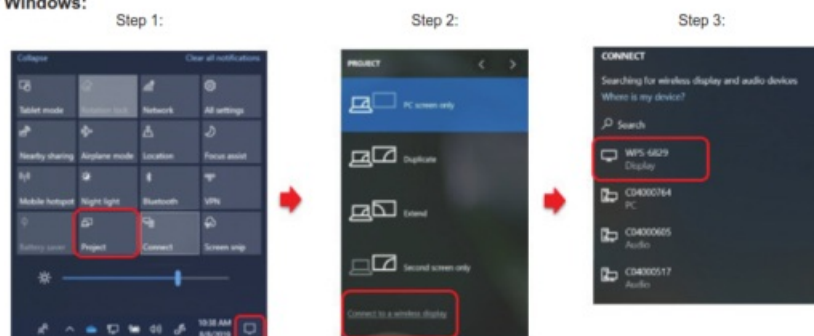 Windows:
Step 1:
Step 2:
Step 3:
Collapse Clear all notifications
Tablet mode Rotation lock Network All settings
Nearby sharing Airplane mode Location Focus assist
Mobile hotspot Night light Bluetooth VPN
Battery saver Project Connect Screen snip
10:38 AM
PROJECT
PC screen only
Duplicate
Extend
Second screen only
Connect to a wireless display
CONNECT
Searching for wireless display and audio devices
Where is my device?
Search
WPS-6829
Display
C04000764
PC
C04000605
Audio
C04000517
Audio